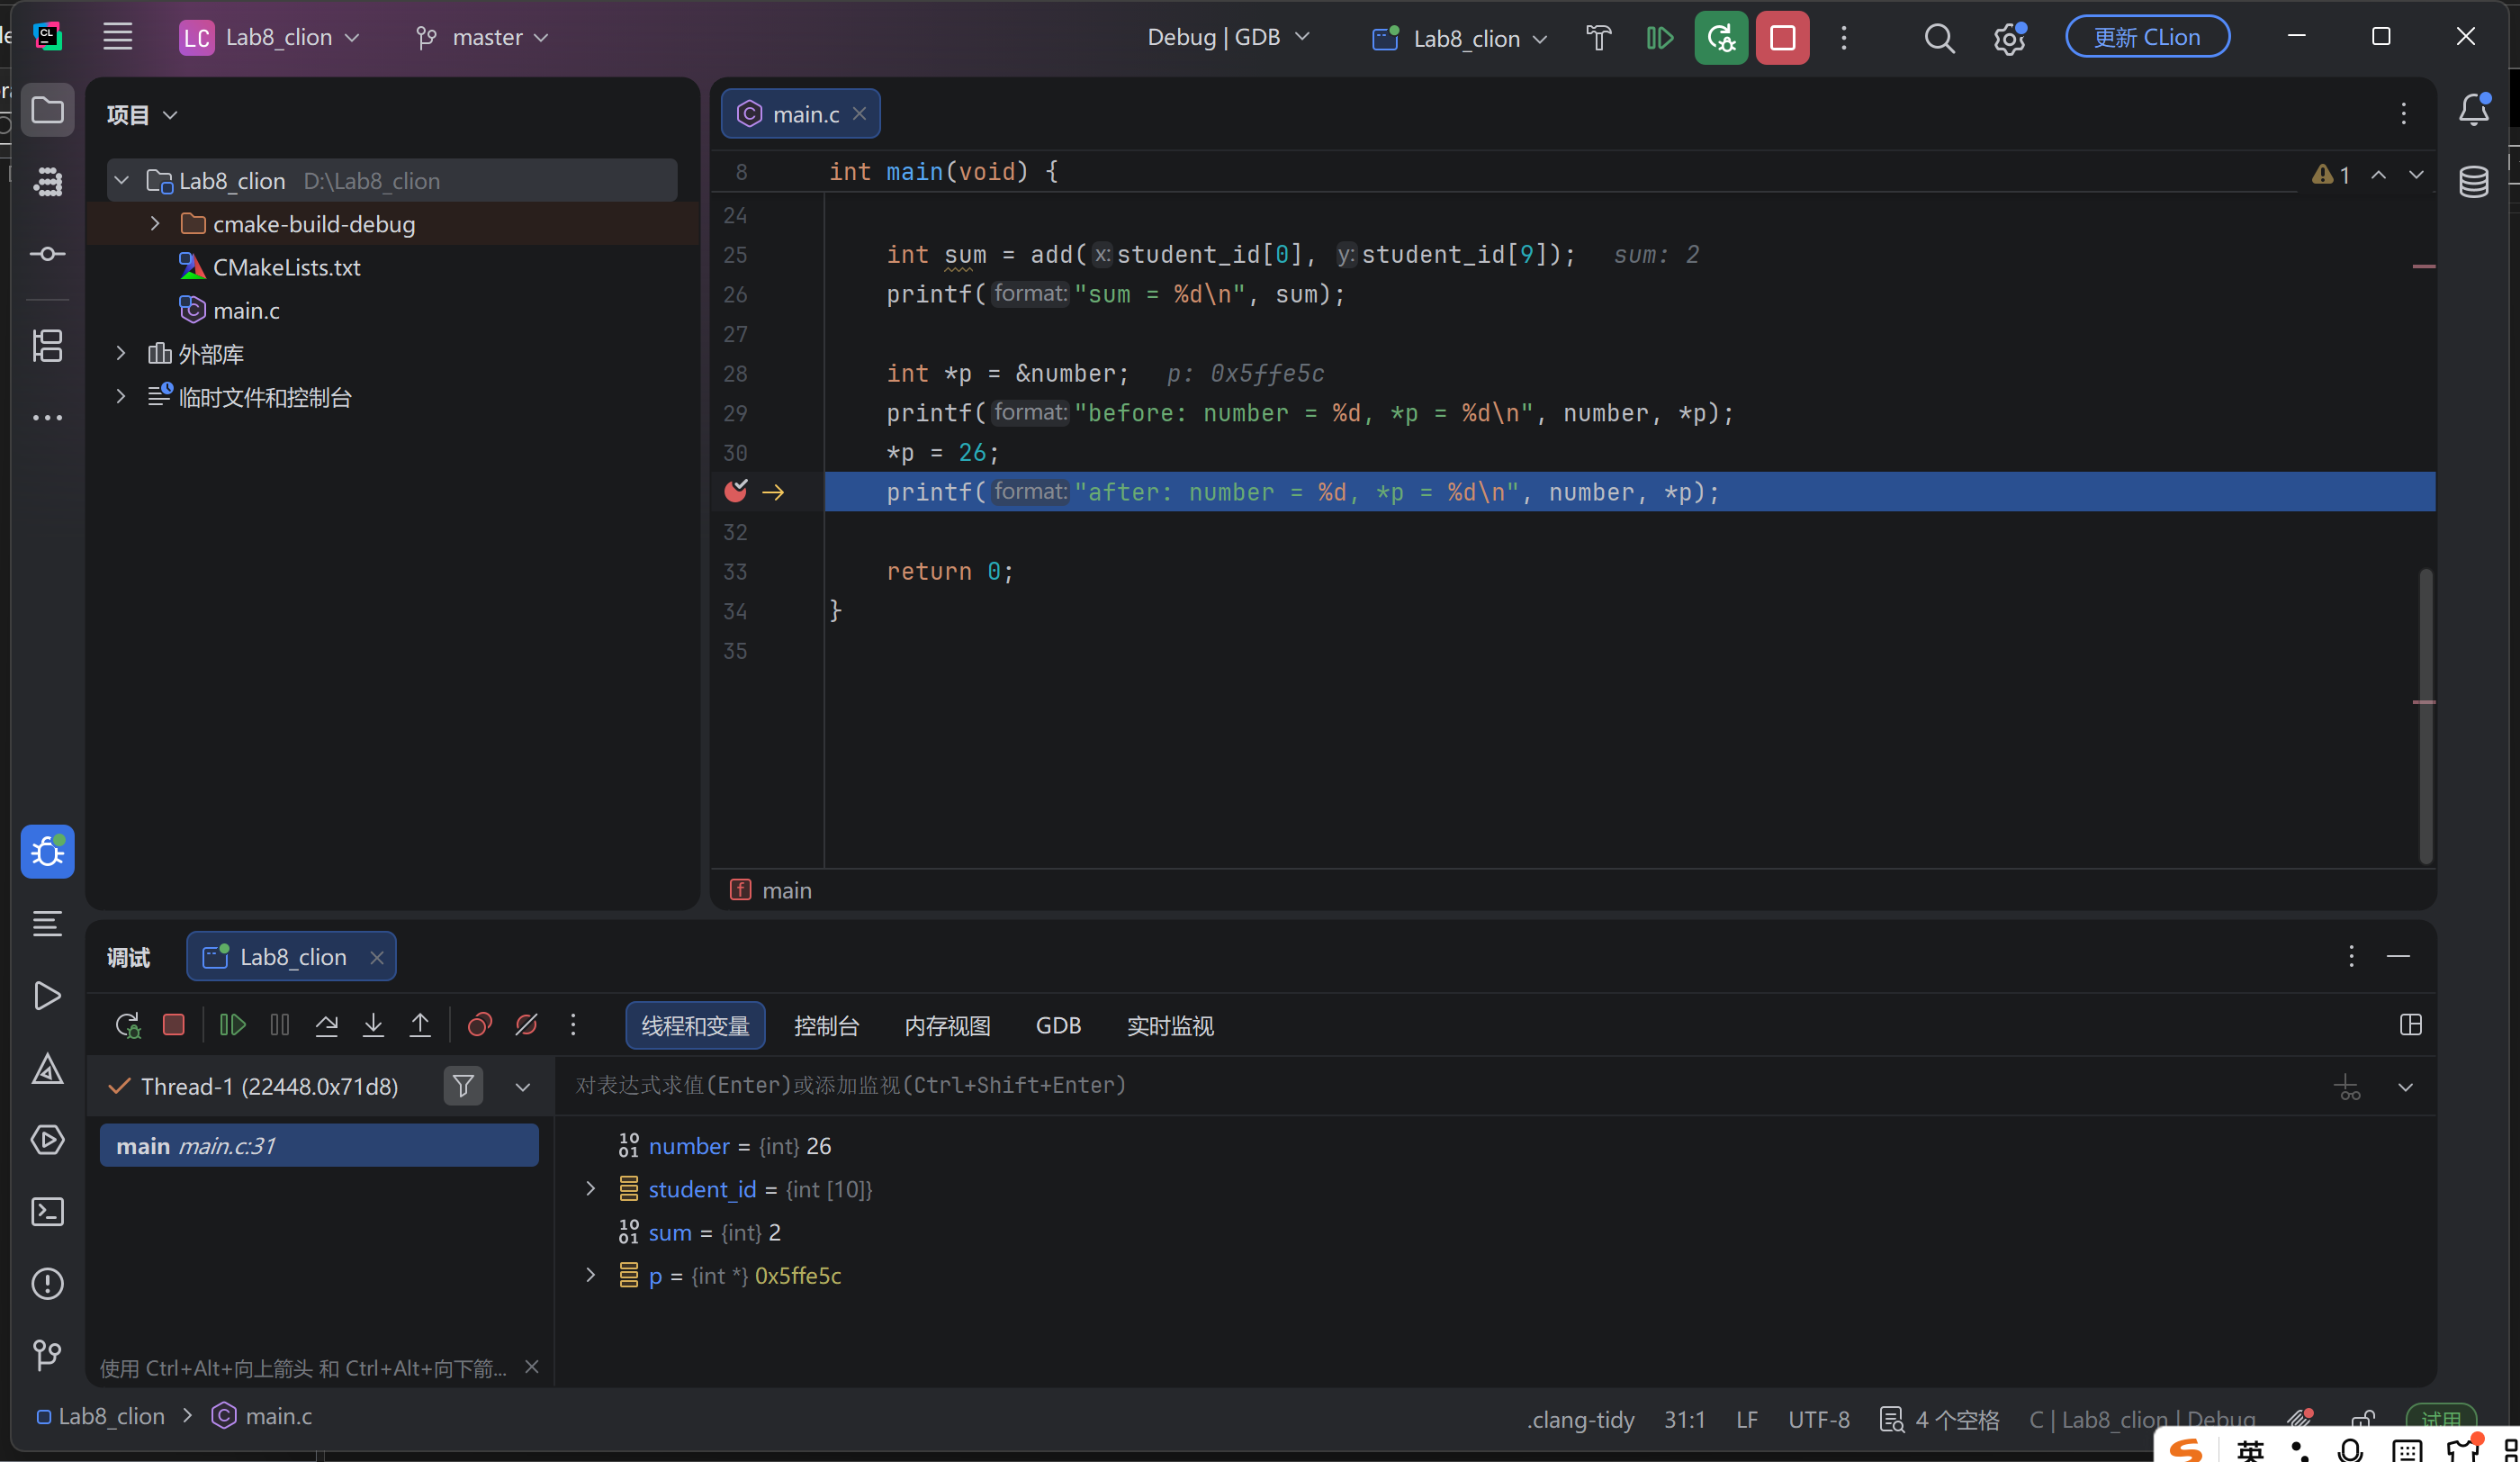 LC Lab8_clion master Debug | GDB Lab8_clion 更新 CLion
项目
Lab8_clion D:\Lab8_clion
cmake-build-debug
CMakeLists.txt
main.c
外部库
临时文件和控制台
main.c
8 int main(void) { 1
24
25 int sum = add(x:student_id[0], y:student_id[9]); sum: 2
26 printf(format:"sum = %d\n", sum);
27
28 int *p = &number; p: 0x5ffe5c
29 printf(format:"before: number = %d, *p = %d\n", number, *p);
30 *p = 26;
printf(format:"after: number = %d, *p = %d\n", number, *p);
32
33 return 0;
34 }
35
f main
调试 Lab8_clion
线程和变量 控制台 内存视图 GDB 实时监视
Thread-1 (22448.0x71d8)
对表达式求值(Enter)或添加监视(Ctrl+Shift+Enter)
main main.c:31
number = {int} 26
student_id = {int [10]}
sum = {int} 2
p = {int *} 0x5ffe5c
使用 Ctrl+Alt+向上箭头 和 Ctrl+Alt+向下箭...
Lab8_clion main.c
.clang-tidy 31:1 LF UTF-8 4 个空格 C | Lab8_clion | Debug 试用
英